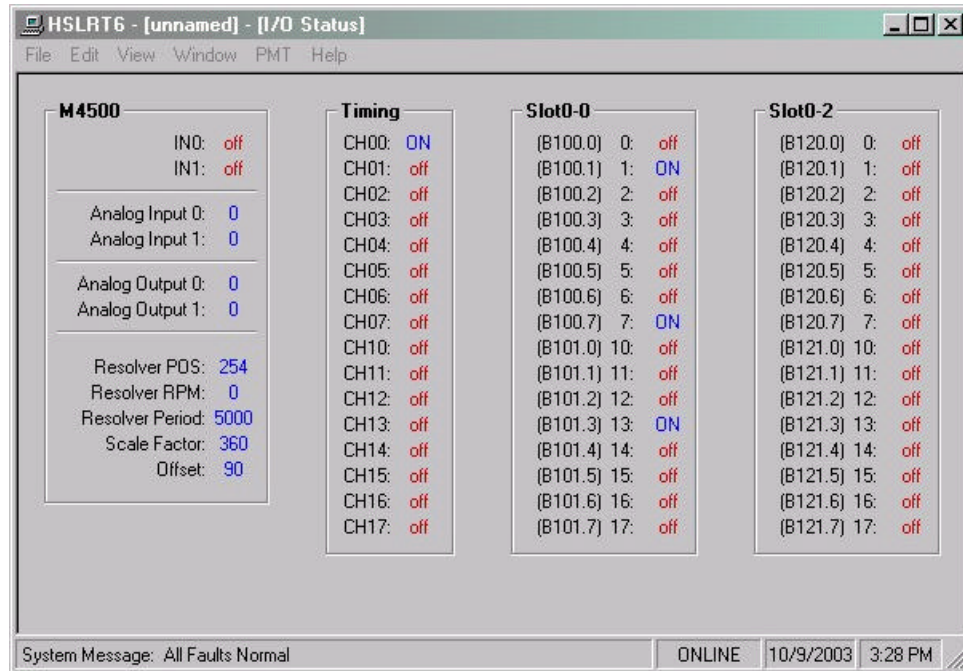 HSLRT6 - [unnamed] - [I/O Status]
File Edit View Window PMT Help
M4500
IN0: off
IN1: off
Analog Input 0: 0
Analog Input 1: 0
Analog Output 0: 0
Analog Output 1: 0
Resolver POS: 254
Resolver RPM: 0
Resolver Period: 5000
Scale Factor: 360
Offset: 90
Timing
CH00: ON
CH01: off
CH02: off
CH03: off
CH04: off
CH05: off
CH06: off
CH07: off
CH10: off
CH11: off
CH12: off
CH13: off
CH14: off
CH15: off
CH16: off
CH17: off
Slot0-0
(B100.0) 0: off
(B100.1) 1: ON
(B100.2) 2: off
(B100.3) 3: off
(B100.4) 4: off
(B100.5) 5: off
(B100.6) 6: off
(B100.7) 7: ON
(B101.0) 10: off
(B101.1) 11: off
(B101.2) 12: off
(B101.3) 13: ON
(B101.4) 14: off
(B101.5) 15: off
(B101.6) 16: off
(B101.7) 17: off
Slot0-2
(B120.0) 0: off
(B120.1) 1: off
(B120.2) 2: off
(B120.3) 3: off
(B120.4) 4: off
(B120.5) 5: off
(B120.6) 6: off
(B120.7) 7: off
(B121.0) 10: off
(B121.1) 11: off
(B121.2) 12: off
(B121.3) 13: off
(B121.4) 14: off
(B121.5) 15: off
(B121.6) 16: off
(B121.7) 17: off
System Message: All Faults Normal
ONLINE
10/9/2003
3:28 PM